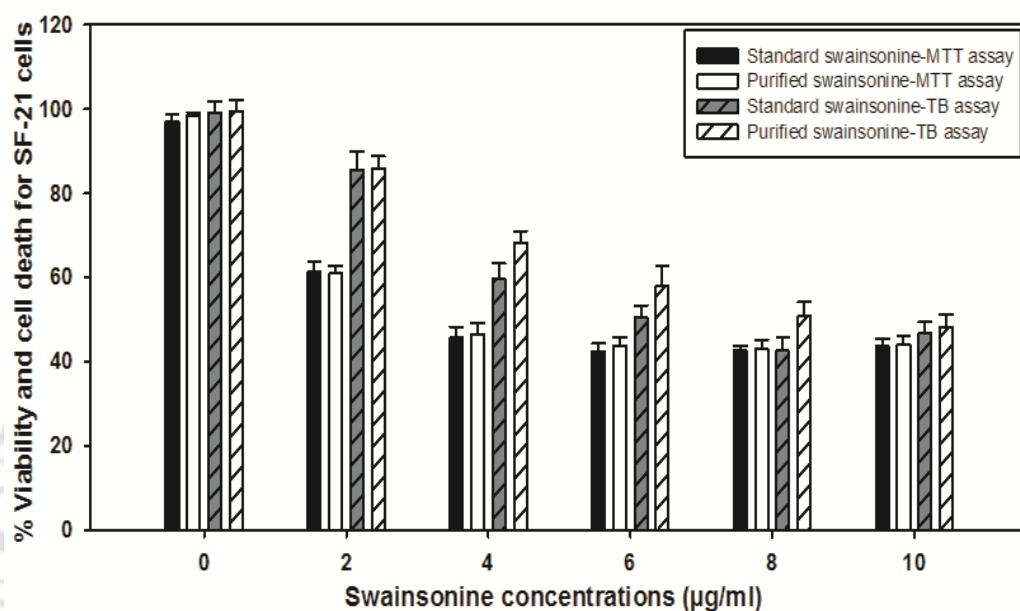 % Viability and cell death for SF-21 cells
120
100
80
60
40
20
0
Standard swainsonine-MTT assay
Purified swainsonine-MTT assay
Standard swainsonine-TB assay
Purified swainsonine-TB assay
0 2 4 6 8 10
Swainsonine concentrations (µg/ml)